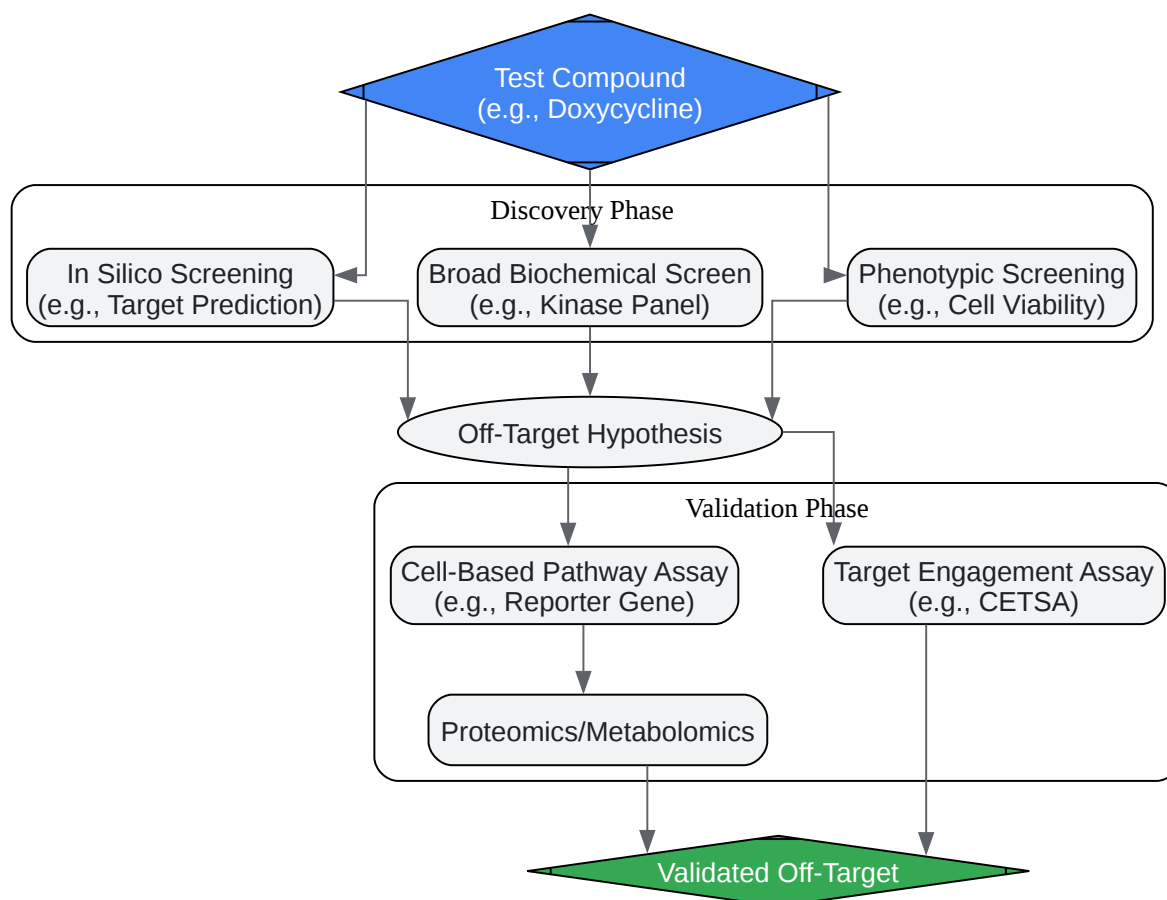 Test Compound
(e.g., Doxycycline)
Discovery Phase
In Silico Screening
(e.g., Target Prediction)
Broad Biochemical Screen
(e.g., Kinase Panel)
Phenotypic Screening
(e.g., Cell Viability)
Off-Target Hypothesis
Validation Phase
Cell-Based Pathway Assay
(e.g., Reporter Gene)
Target Engagement Assay
(e.g., CETSA)
Proteomics/Metabolomics
Validated Off-Target